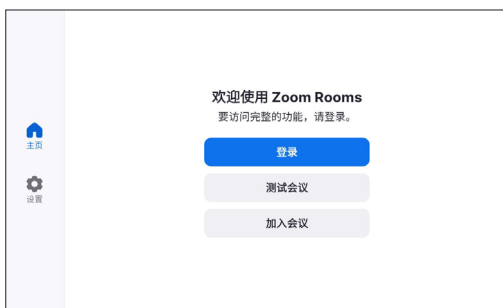 欢迎使用 Zoom Rooms
要访问完整的功能，请登录。
主页
登录
测试会议
设置
加入会议